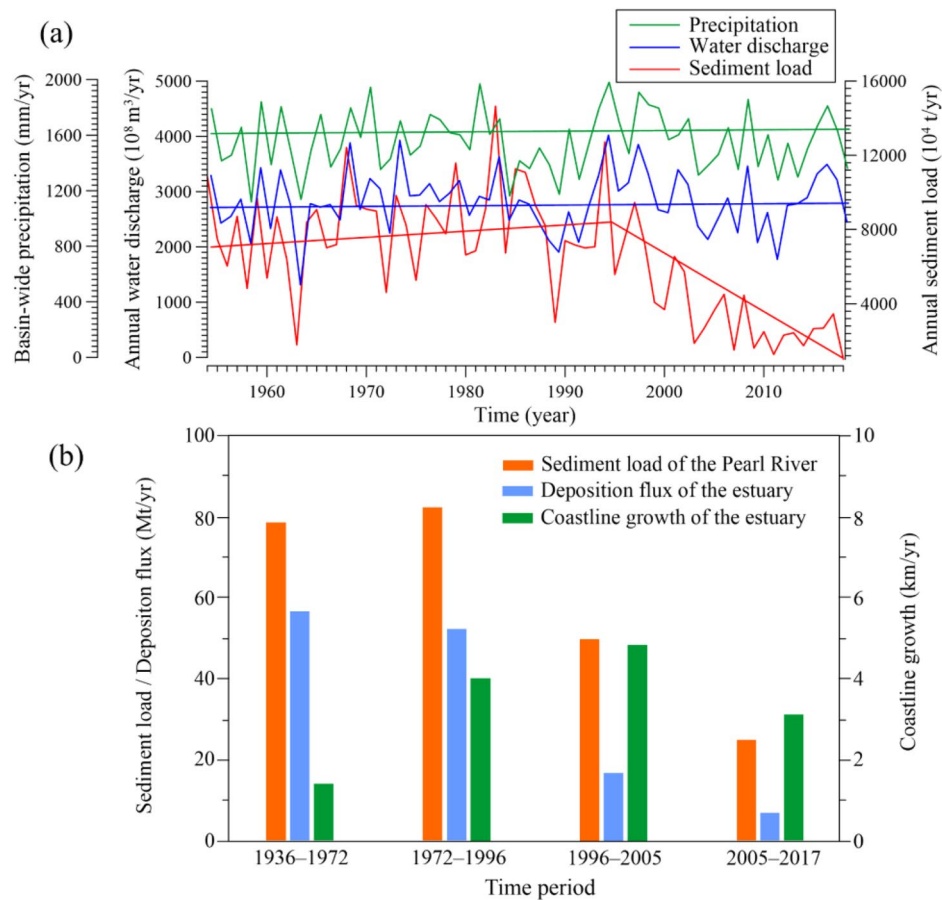 (a)
Precipitation
Water discharge
Sediment load
Basin-wide precipitation (mm/yr)
2000
1600
1200
800
400
0
Annual water discharge (10⁸ m³/yr)
5000
4000
3000
2000
1000
0
16000
12000
8000
4000
Annual sediment load (10⁴ t/yr)
1960 1970 1980 1990 2000 2010
Time (year)
(b)
Sediment load of the Pearl River
Deposition flux of the estuary
Coastline growth of the estuary
Sediment load / Depositon flux (Mt/yr)
100
80
60
40
20
0
10
8
6
4
2
0
Coastline growth (km/yr)
1936–1972 1972–1996 1996–2005 2005–2017
Time period